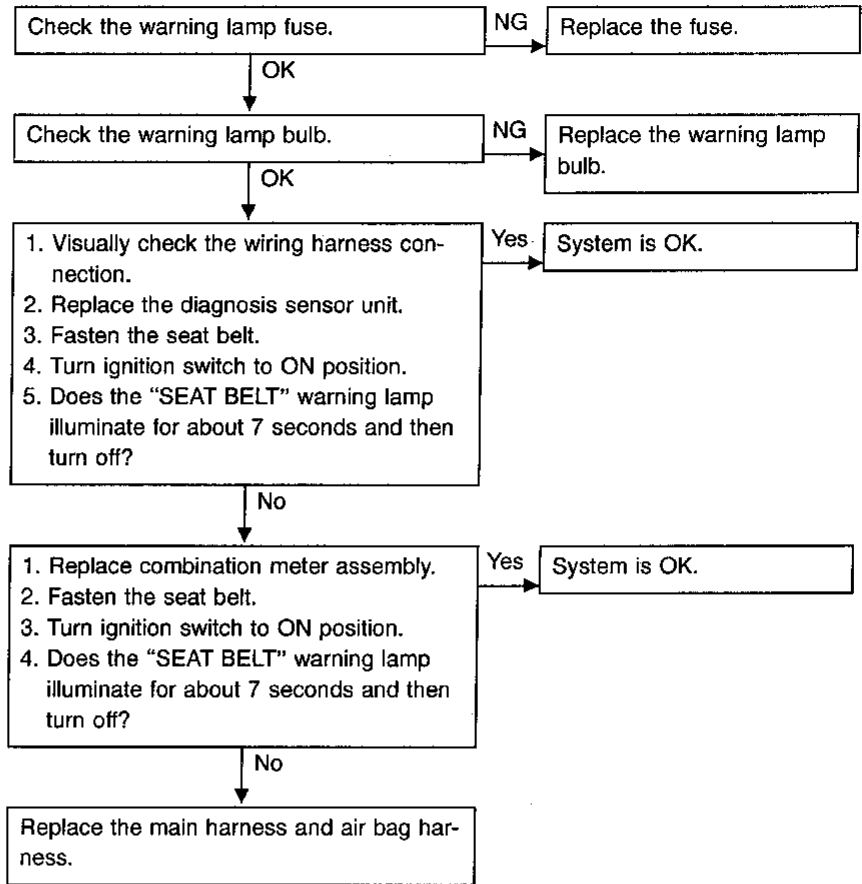 Check the warning lamp fuse.
NG
Replace the fuse.
OK
Check the warning lamp bulb.
NG
Replace the warning lamp
bulb.
OK
1. Visually check the wiring harness con-
nection.
2. Replace the diagnosis sensor unit.
3. Fasten the seat belt.
4. Turn ignition switch to ON position.
5. Does the “SEAT BELT” warning lamp
illuminate for about 7 seconds and then
turn off?
Yes
System is OK.
No
1. Replace combination meter assembly.
2. Fasten the seat belt.
3. Turn ignition switch to ON position.
4. Does the “SEAT BELT” warning lamp
illuminate for about 7 seconds and then
turn off?
Yes
System is OK.
No
Replace the main harness and air bag har-
ness.